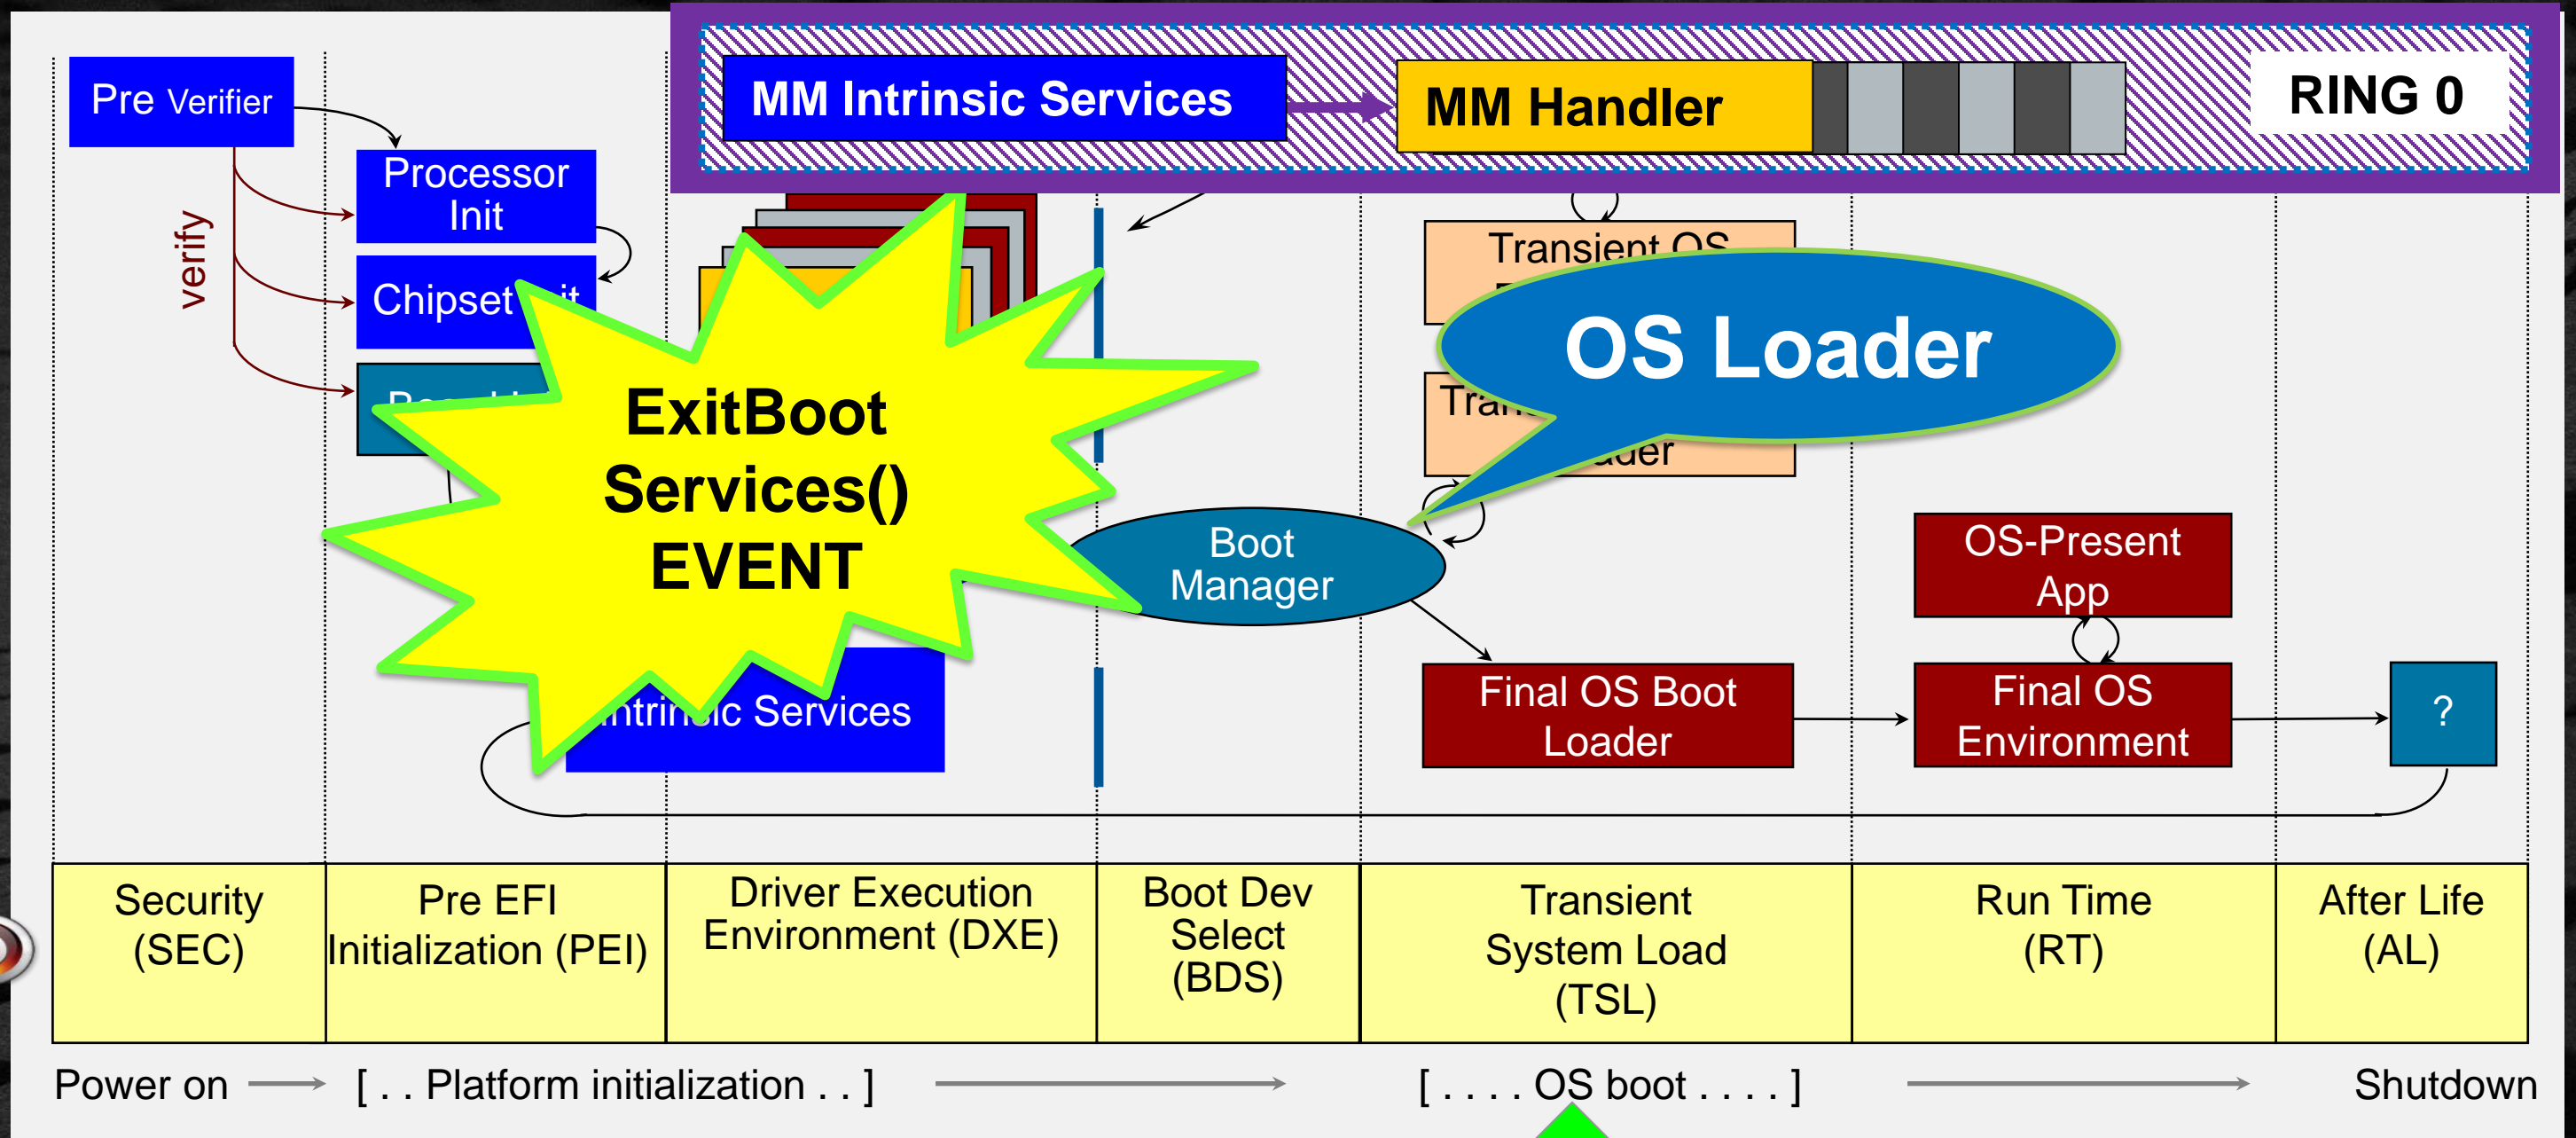 MM Intrinsic Services
MM Handler
RING 0
Pre Verifier
Processor
Init
verify
Chipset
Transient OS
OS Loader
ExitBoot
Services()
EVENT
Boot
Manager
OS-Present
App
Intrinsic Services
Final OS Boot
Loader
Final OS
Environment
?
Security
(SEC)
Pre EFI
Initialization (PEI)
Driver Execution
Environment (DXE)
Boot Dev
Select
(BDS)
Transient
System Load
(TSL)
Run Time
(RT)
After Life
(AL)
Power on
[ . . Platform initialization . . ]
[ . . . . OS boot . . . . ]
Shutdown